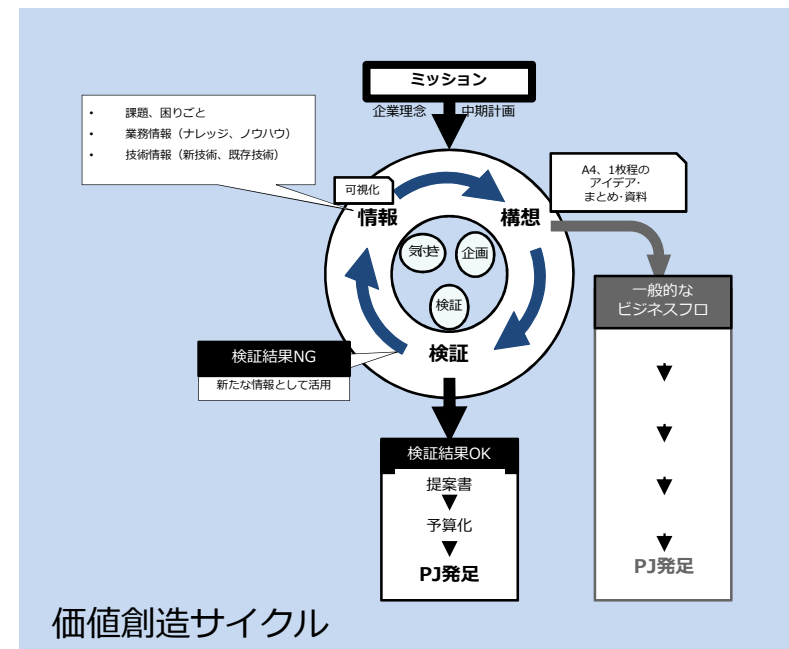 ミッション
企業理念
中期計画
• 課題、困りごと
• 業務情報（ナレッジ、ノウハウ）
• 技術情報（新技術、既存技術）
可視化
情報
構想
A4、1枚程の
アイデア・
まとめ・資料
気付き
企画
検証
検証
一般的な
ビジネスフロ
検証結果NG
新たな情報として活用
検証結果OK
提案書
予算化
PJ発足
PJ発足
価値創造サイクル